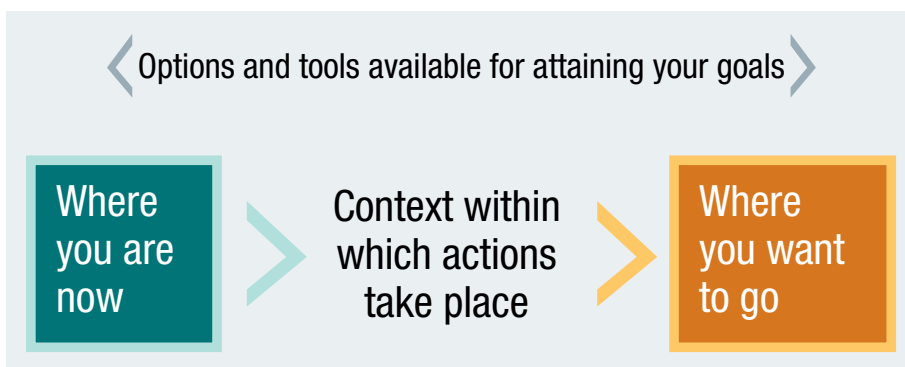 Options and tools available for attaining your goals
Where
you are
now
Context within
which actions
take place
Where
you want
to go